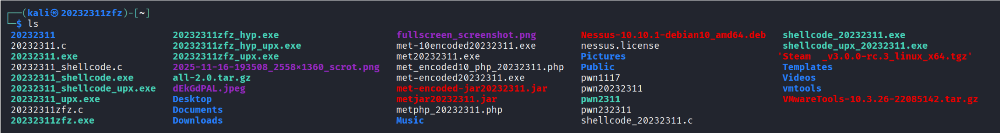 ┌──(kali㉿20232311zfz)-[~]
└─$ ls
20232311 20232311zfz_hyp.exe fullscreen_screenshot.png Nessus-10.10.1-debian10_amd64.deb shellcode_20232311.exe
20232311.c 20232311zfz_hyp_upx.exe met-10encoded20232311.exe nessus.license shellcode_upx_20232311.exe
20232311.exe 20232311zfz_upx.exe met20232311.exe Pictures 'Steam  _v3.0.0-rc.3_linux_x64.tgz'
20232311_shellcode.c 2025-11-16-193508_2558×1360_scrot.png met_encoded10_php_20232311.php Public Templates
20232311_shellcode.exe all-2.0.tar.gz met-encoded20232311.exe pwn1117 Videos
20232311_shellcode_upx.exe dEkGdPAL.jpeg met-encoded-jar20232311.jar pwn20232311 vmtools
20232311_upx.exe Desktop metjar20232311.jar pwn2311 VMwareTools-10.3.26-22085142.tar.gz
20232311zfz.c Documents metphp_20232311.php pwn232311
20232311zfz.exe Downloads Music shellcode_20232311.c